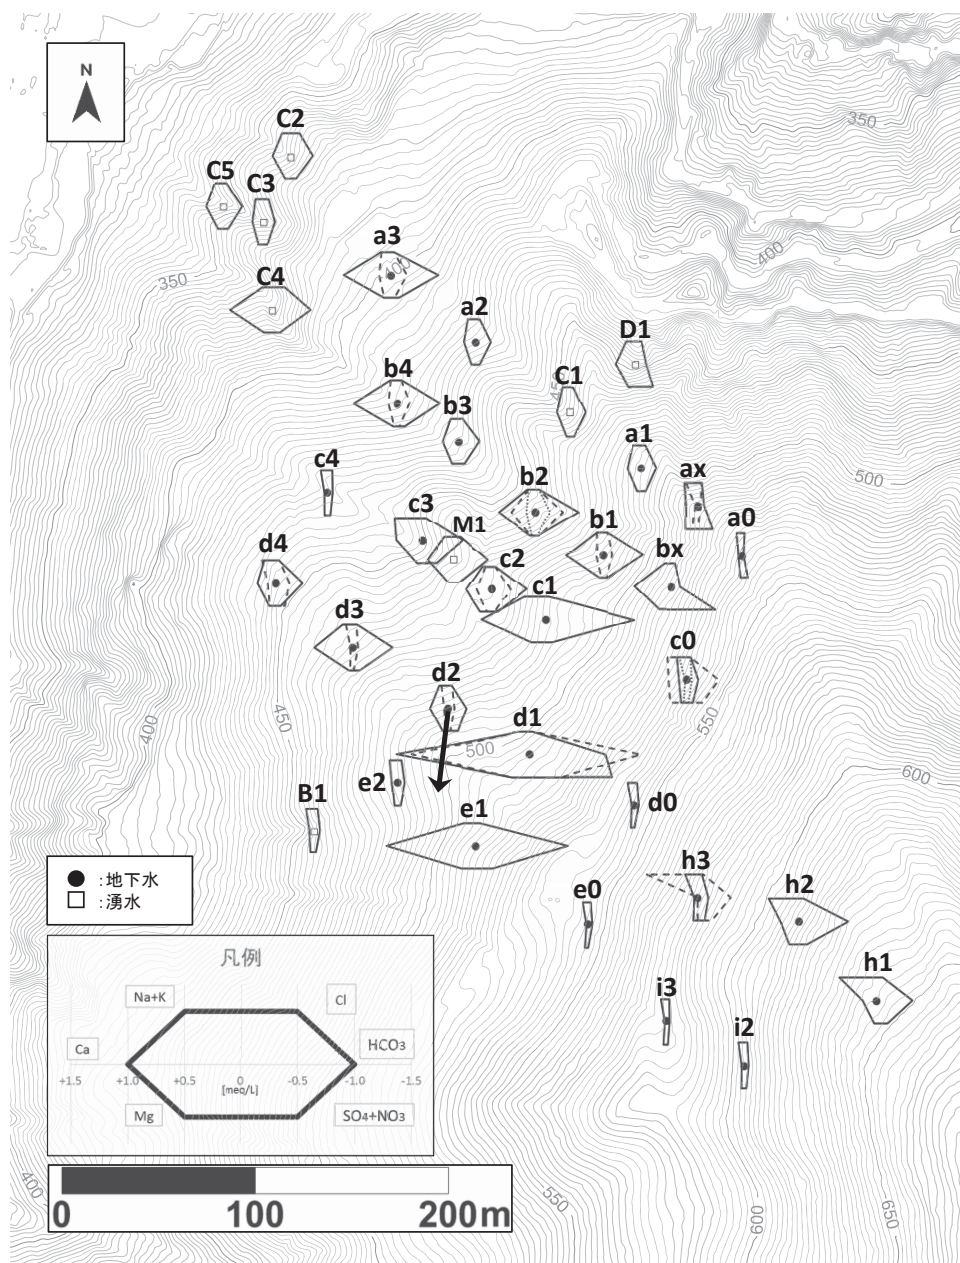 N
C2
C5
C3
350
a3
400
400
350
C4
a2
D1
b4
C1
b3
a1
c4
ax
500
b2
c3
M1
a0
b1
d4
c2
bx
c1
d3
c0
d2
550
450
400
d1
500
600
e2
B1
d0
e1
h3
:地下水
:湧水
h2
e0
凡例
h1
Na+K
Cl
i3
Ca
HCO3
i2
+1.5
+1.0
+0.5
0
-0.5
-1.0
-1.5
[meq/L]
Mg
SO4+NO3
400
550
600
650
0
100
200m